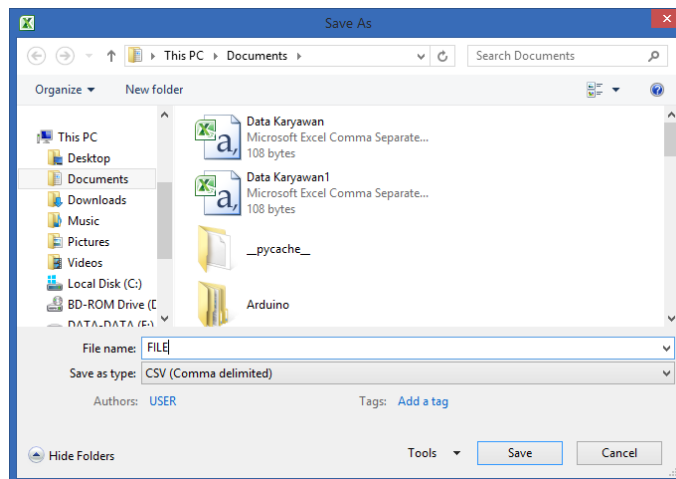 Save As
This PC Documents Search Documents
Organize New folder
This PC
Desktop
Documents
Downloads
Music
Pictures
Videos
Local Disk (C:)
BD-ROM Drive (E
DATA-DATA (F:)
Data Karyawan
Microsoft Excel Comma Separate...
108 bytes
Data Karyawan1
Microsoft Excel Comma Separate...
108 bytes
__pycache__
Arduino
File name: FILE
Save as type: CSV (Comma delimited)
Authors: USER Tags: Add a tag
Hide Folders Tools Save Cancel